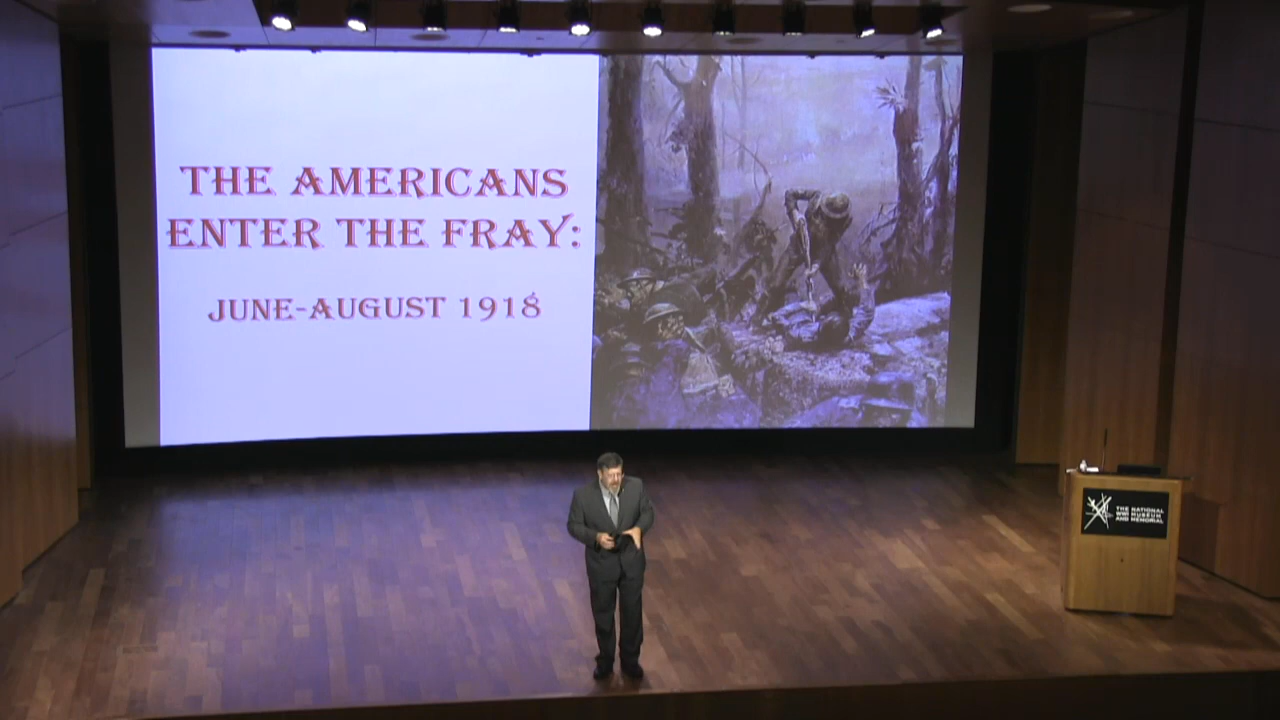 THE AMERICANS
ENTER THE FRAY:
JUNE-AUGUST 1918
THE NATIONAL
WWI MUSEUM
AND MEMORIAL